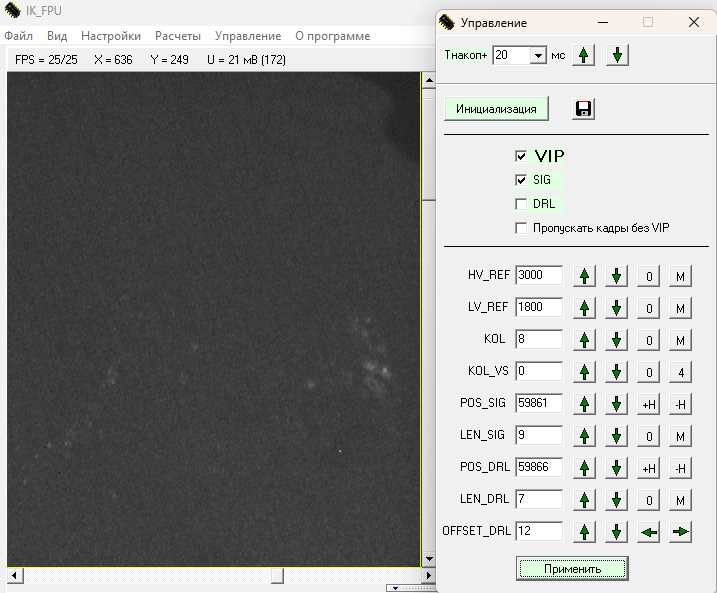 IK_FPU
Файл Вид Настройки Расчеты Управление О программе
FPS = 25/25 X = 636 Y = 249 U = 21 мВ (172)
Управление
Тнакоп+ 20 мс
Инициализация
VIP
SIG
DRL
Пропускать кадры без VIP
HV_REF 3000 0 M
LV_REF 1800 0 M
KOL 8 0 M
KOL_VS 0 0 4
POS_SIG 59861 +H -H
LEN_SIG 9 0 M
POS_DRL 59866 +H -H
LEN_DRL 7 0 M
OFFSET_DRL 12
Применить